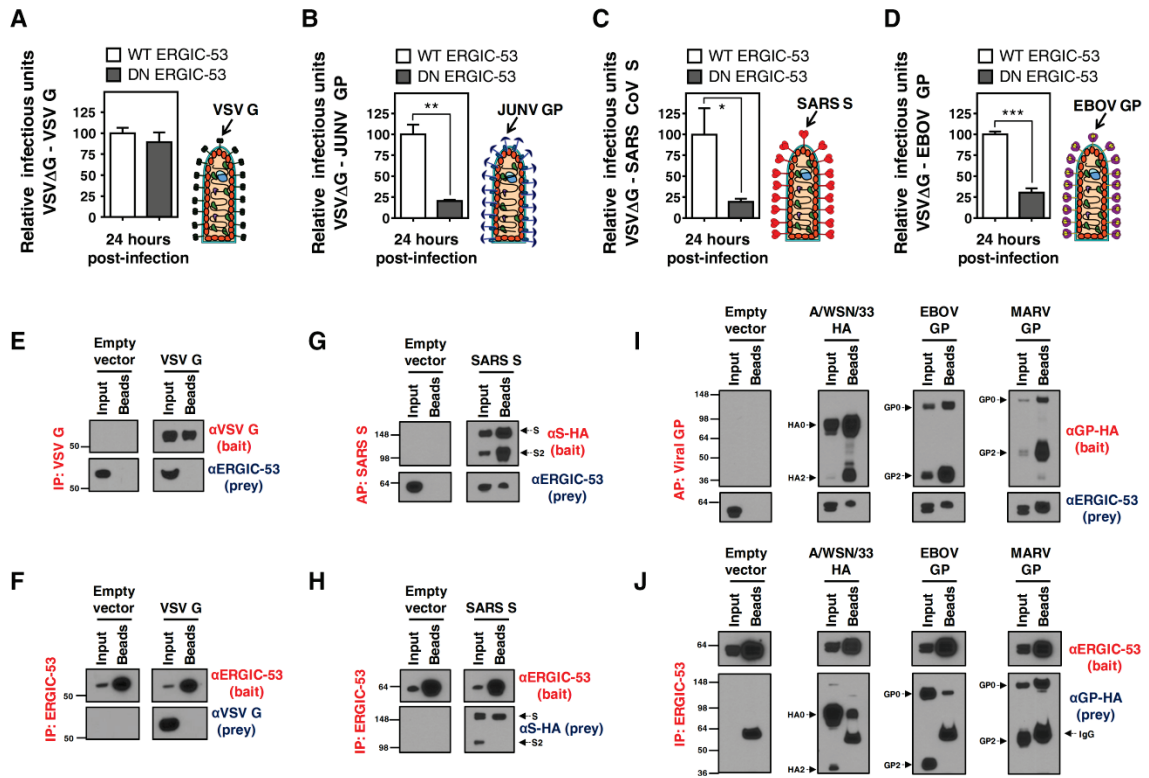 A
Relative infectious units
VSVΔG - VSV G
WT ERGIC-53
DN ERGIC-53
125
100
75
50
25
0
24 hours
post-infection
VSV G
B
Relative infectious units
VSVΔG - JUNV GP
WT ERGIC-53
DN ERGIC-53
125
100
75
50
25
0
**
24 hours
post-infection
JUNV GP
C
Relative infectious units
VSVΔG - SARS CoV S
WT ERGIC-53
DN ERGIC-53
125
100
75
50
25
0
*
24 hours
post-infection
SARS S
D
Relative infectious units
VSVΔG - EBOV GP
WT ERGIC-53
DN ERGIC-53
125
100
75
50
25
0
***
24 hours
post-infection
EBOV GP
E
Empty
vector
VSV G
Input
Beads
Input
Beads
IP: VSV G
50
50
αVSV G
(bait)
αERGIC-53
(prey)
G
Empty
vector
SARS S
Input
Beads
Input
Beads
AP: SARS S
148
98
64
S
S2
αS-HA
(bait)
αERGIC-53
(prey)
I
Empty
vector
A/WSN/33
HA
EBOV
GP
MARV
GP
Input
Beads
Input
Beads
Input
Beads
Input
Beads
AP: Viral GP
148
98
64
50
36
64
HA0
HA2
GP0
GP2
GP0
GP2
αGP-HA
(bait)
αERGIC-53
(prey)
F
Empty
vector
VSV G
Input
Beads
Input
Beads
IP: ERGIC-53
50
50
αERGIC-53
(bait)
αVSV G
(prey)
H
Empty
vector
SARS S
Input
Beads
Input
Beads
IP: ERGIC-53
64
148
98
αERGIC-53
(bait)
S
αS-HA (prey)
S2
J
Empty
vector
A/WSN/33
HA
EBOV
GP
MARV
GP
Input
Beads
Input
Beads
Input
Beads
Input
Beads
IP: ERGIC-53
64
148
98
64
50
36
HA0
HA2
GP0
GP2
GP0
GP2
αERGIC-53
(bait)
αGP-HA
(prey)
IgG